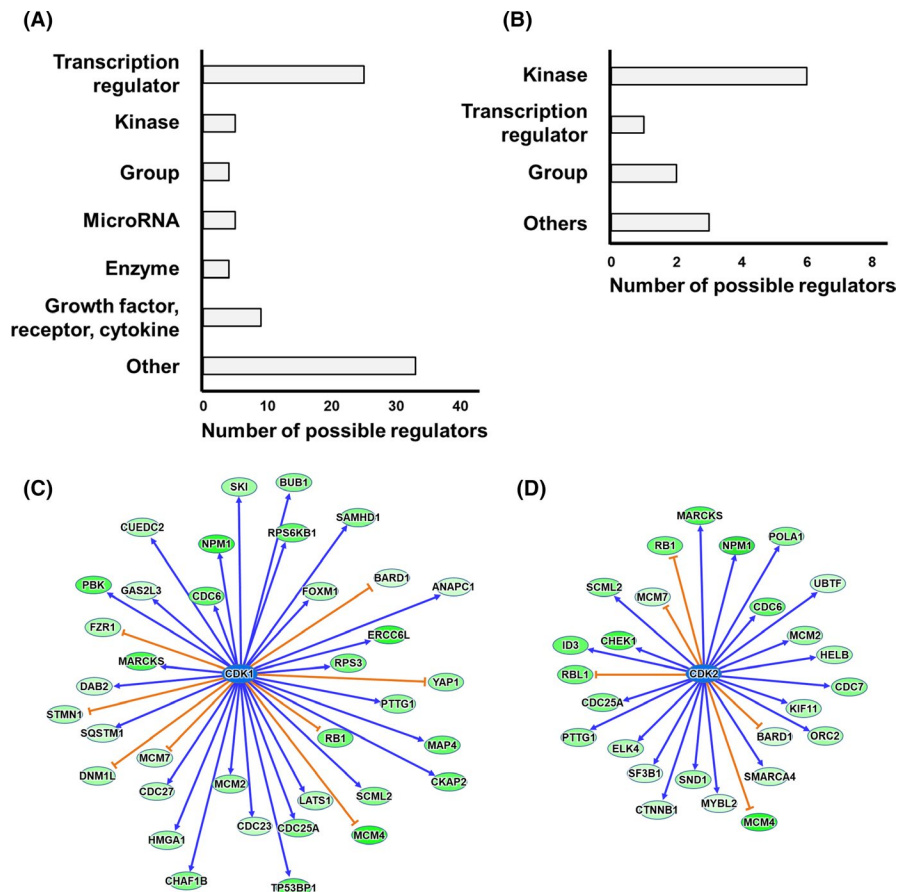 (A)
Transcription
regulator
Kinase
Group
MicroRNA
Enzyme
Growth factor,
receptor, cytokine
Other
0 10 20 30 40
Number of possible regulators
(B)
Kinase
Transcription
regulator
Group
Others
0 2 4 6 8
Number of possible regulators
(C)
SKI
BUB1
CUEDC2
NPM1
RPS6KB1
SAMHD1
PBK
GAS2L3
CDC6
FOXM1
BARD1
ANAPC1
FZR1
ERCC6L
MARCKS
RPS3
CDK1
DAB2
YAP1
STMN1
PTTG1
SQSTM1
RB1
MAP4
MCM7
DNM1L
CDC27
MCM2
CKAP2
LATS1
SCML2
HMGA1
CDC23
CDC25A
MCM4
CHAF1B
TP53BP1
(D)
MARCKS
RB1
NPM1
POLA1
SCML2
MCM7
UBTF
CDC6
ID3
CHEK1
MCM2
HELB
RBL1
CDK2
CDC7
CDC25A
KIF11
PTTG1
ELK4
BARD1
ORC2
SF3B1
SND1
SMARCA4
CTNNB1
MYBL2
MCM4